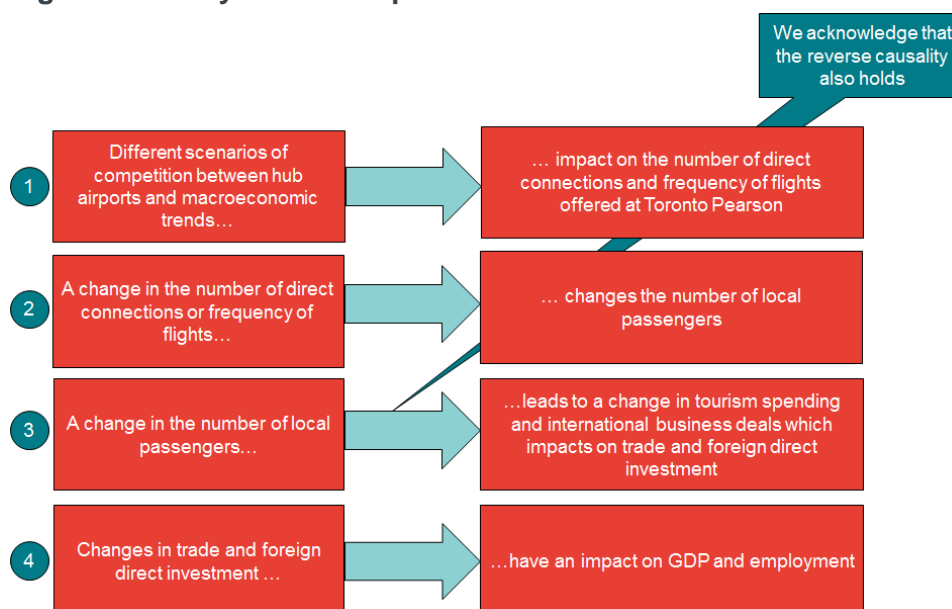 We acknowledge that
the reverse causality
also holds
1
Different scenarios of
competition between hub
airports and macroeconomic
trends…
… impact on the number of direct
connections and frequency of flights
offered at Toronto Pearson
2
A change in the number of direct
connections or frequency of
flights…
… changes the number of local
passengers
3
A change in the number of local
passengers…
…leads to a change in tourism spending
and international business deals which
impacts on trade and foreign direct
investment
4
Changes in trade and foreign
direct investment …
…have an impact on GDP and employment